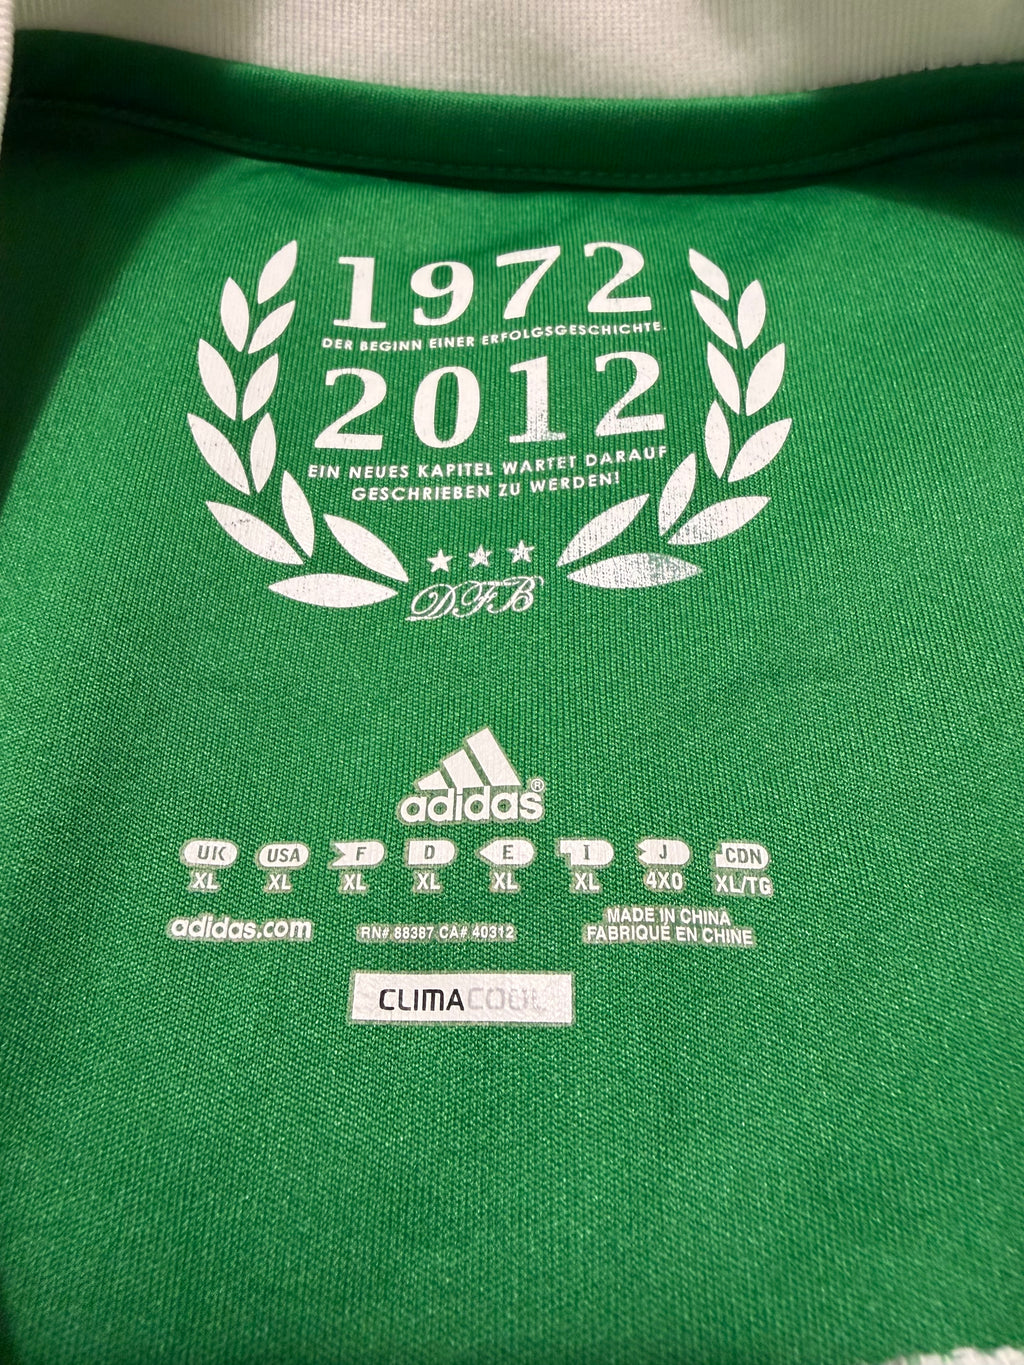 1972
DER BEGINN EINER ERFOLGSGESCHICHTE.
2012
EIN NEUES KAPITEL WARTET DARAUF
GESCHRIEBEN ZU WERDEN!
DFB
adidas®
UK USA F D E I J CDN
XL XL XL XL XL XL 4XO XL/TG
adidas.com RN# 88387 CA# 40312 MADE IN CHINA
FABRIQUÉ EN CHINE
CLIMACOOL